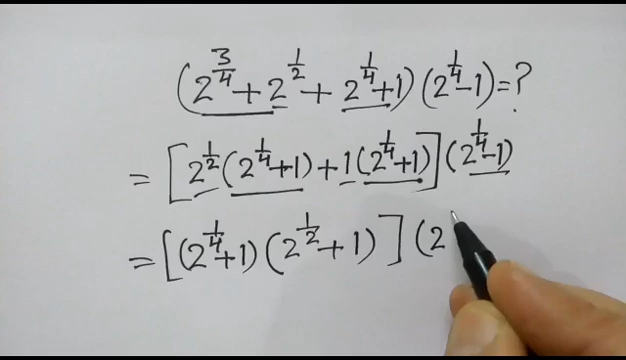 (2^{3/4} + 2^{1/2} + 2^{1/4} + 1)(2^{1/4} - 1) = ?
= [2^{1/2}(2^{1/4} + 1) + 1(2^{1/4} + 1)](2^{1/4} - 1)
= [(2^{1/4} + 1)(2^{1/2} + 1)](2